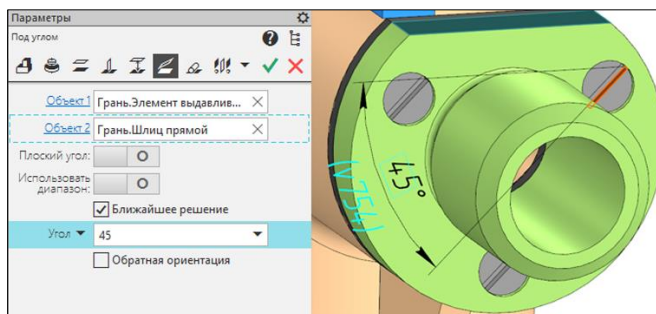 Параметры
Под углом
Объект 1 Грань.Элемент выдавлив...
Объект 2 Грань.Шлиц прямой
Плоский угол:
Использовать
диапазон:
Ближайшее решение
Угол 45
Обратная ориентация
45°
(∨7541)